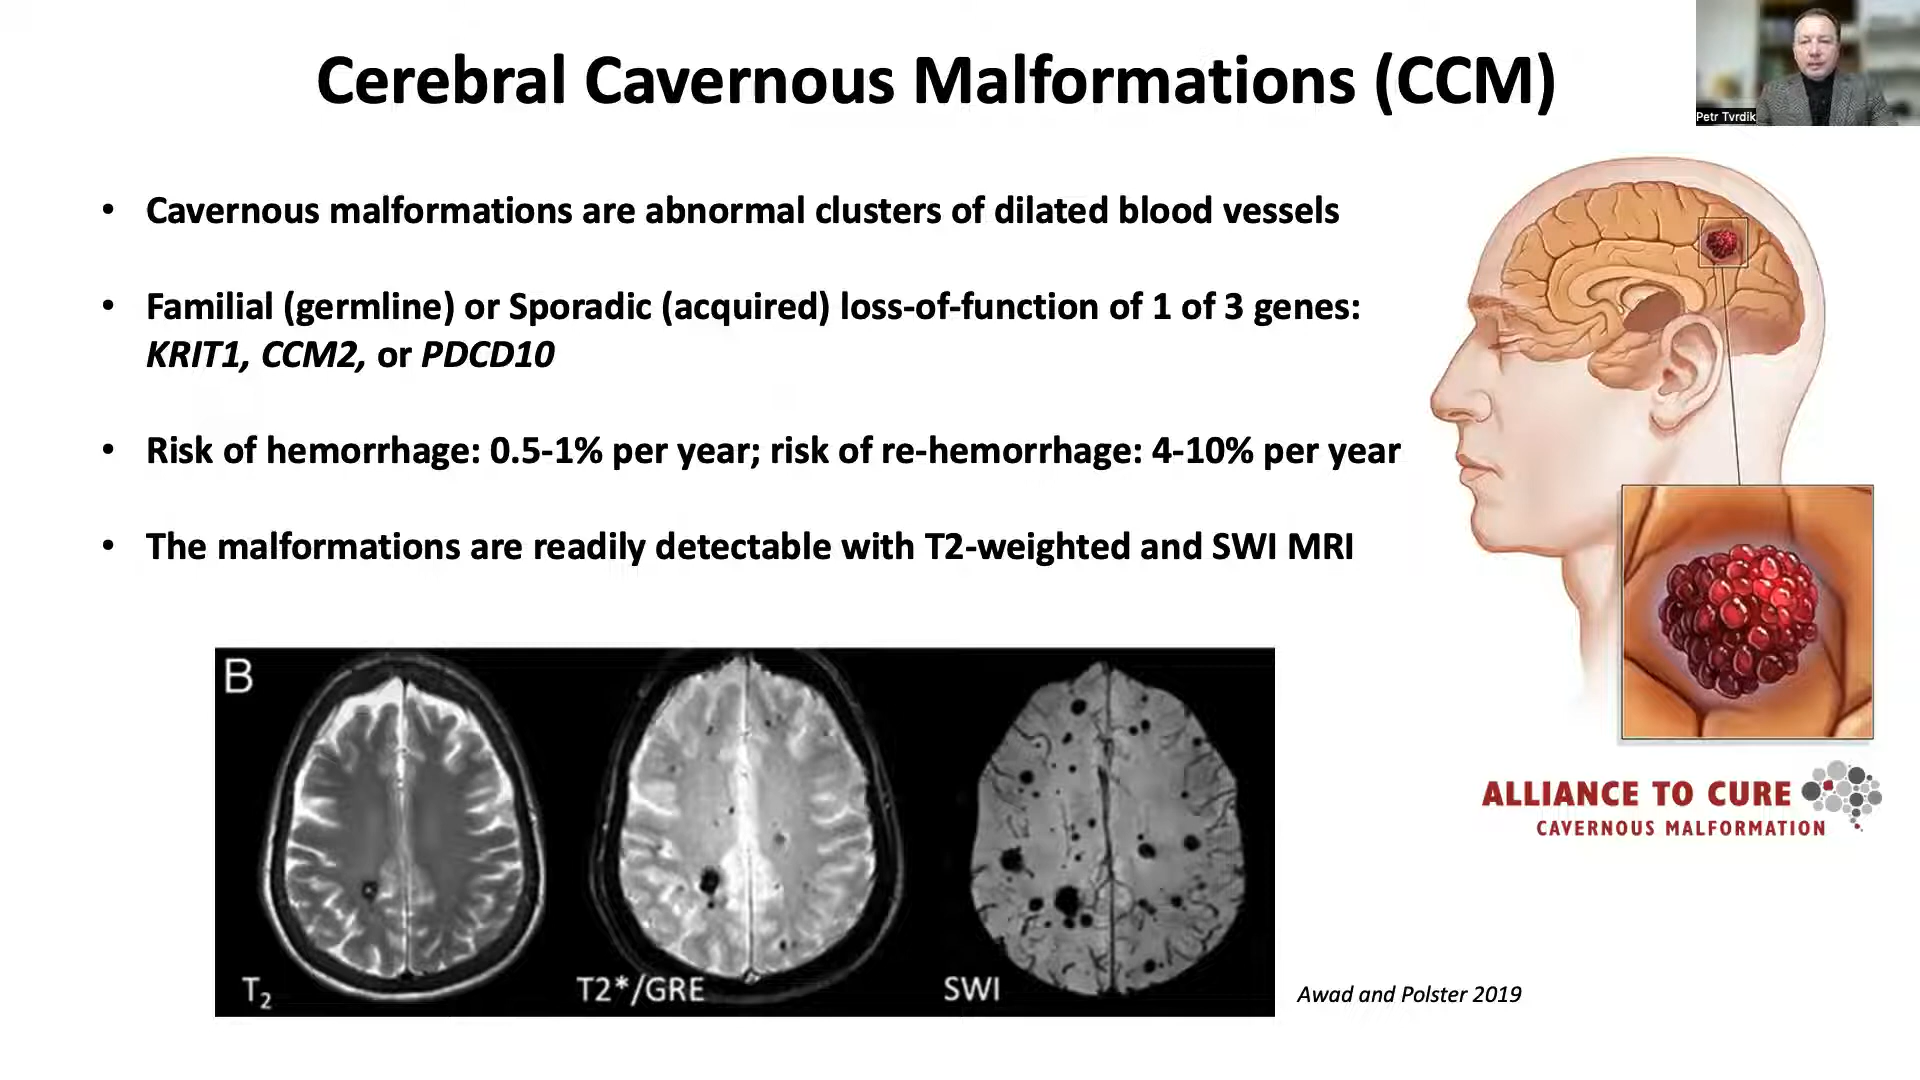 Cerebral Cavernous Malformations (CCM)
Petr Tvrdik
• Cavernous malformations are abnormal clusters of dilated blood vessels
• Familial (germline) or Sporadic (acquired) loss-of-function of 1 of 3 genes:
KRIT1, CCM2, or PDCD10
• Risk of hemorrhage: 0.5-1% per year; risk of re-hemorrhage: 4-10% per year
• The malformations are readily detectable with T2-weighted and SWI MRI
B
T2
T2*/GRE
SWI
Awad and Polster 2019
ALLIANCE TO CURE
CAVERNOUS MALFORMATION